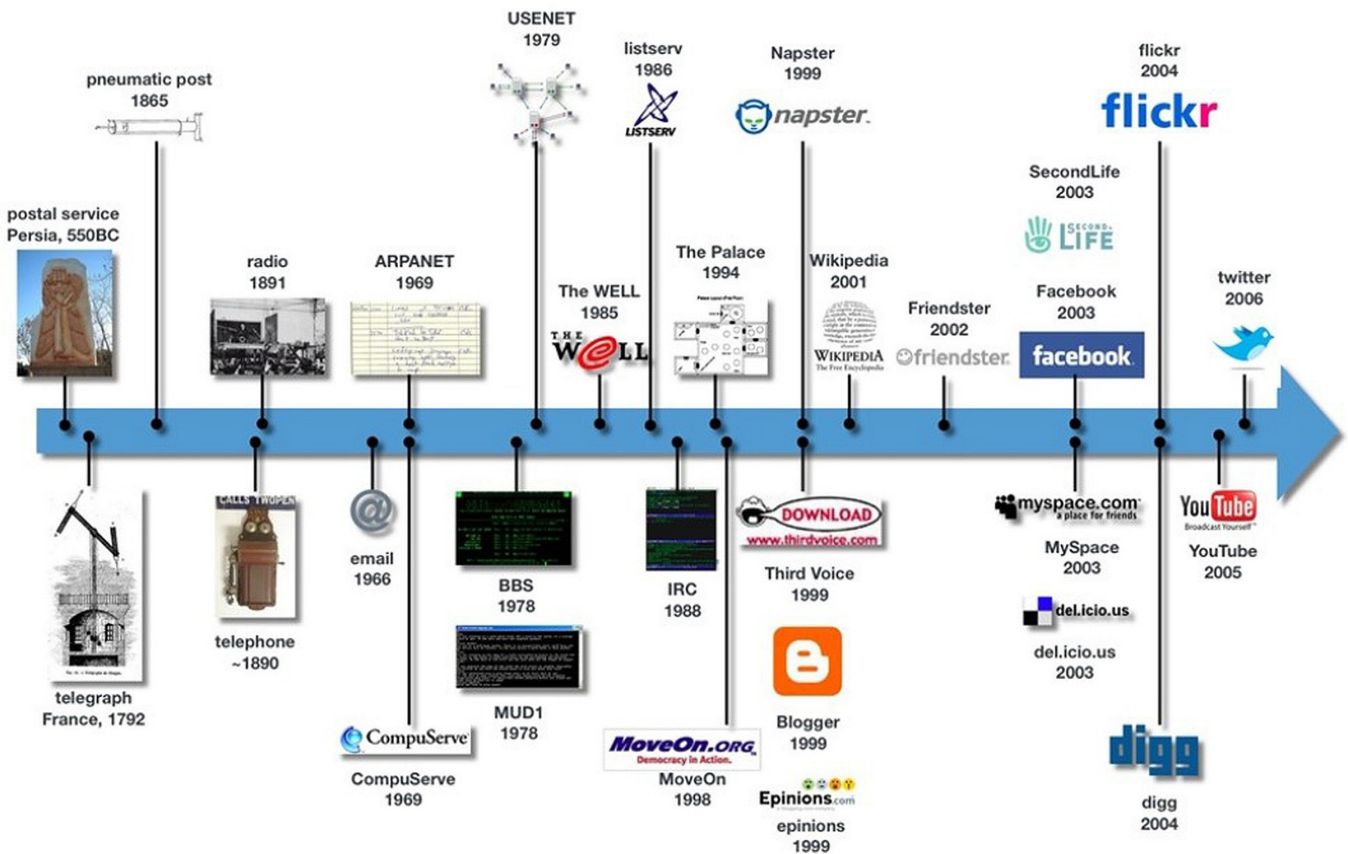 USENET
1979
listserv
1986
LISTSERV
Napster
1999
napster
flickr
2004
flickr
pneumatic post
1865
SecondLife
2003
SECOND
LIFE
postal service
Persia, 550BC
radio
1891
ARPANET
1969
The WELL
1985
THE
WELL
The Palace
1994
Wikipedia
2001
WIKIPEDIA
The Free Encyclopedia
Friendster
2002
friendster
Facebook
2003
facebook
twitter
2006
telegraph
France, 1792
telephone
~1890
@
email
1966
CompuServe
CompuServe
1969
BBS
1978
MUD1
1978
IRC
1988
MoveOn.ORG
Democracy in Action.
MoveOn
1998
DOWNLOAD
www.thirdvoice.com
Third Voice
1999
Blogger
1999
Epinions.com
epinions
1999
myspace.com
a place for friends
MySpace
2003
del.icio.us
del.icio.us
2003
digg
digg
2004
YouTube
Broadcast Yourself™
YouTube
2005